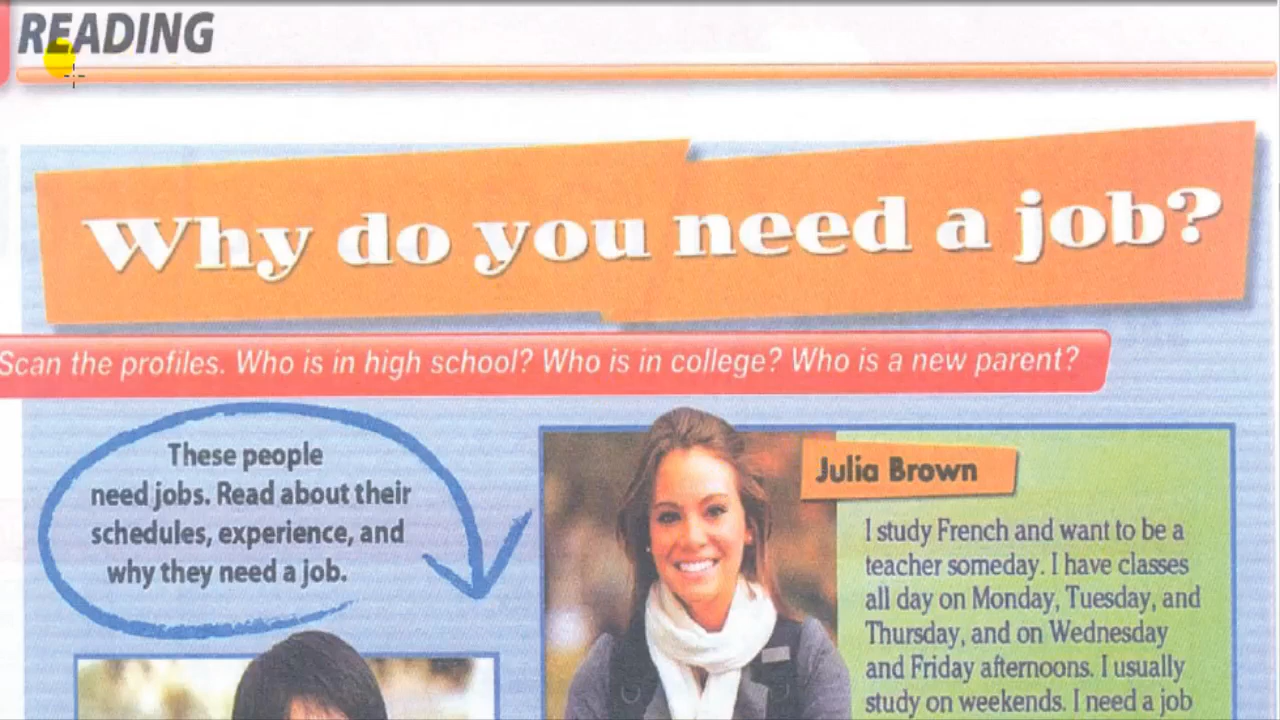 READING
Why do you need a job?
Scan the profiles. Who is in high school? Who is in college? Who is a new parent?
These people
need jobs. Read about their
schedules, experience, and
why they need a job.
Julia Brown
I study French and want to be a
teacher someday. I have classes
all day on Monday, Tuesday, and
Thursday, and on Wednesday
and Friday afternoons. I usually
study on weekends. I need a job